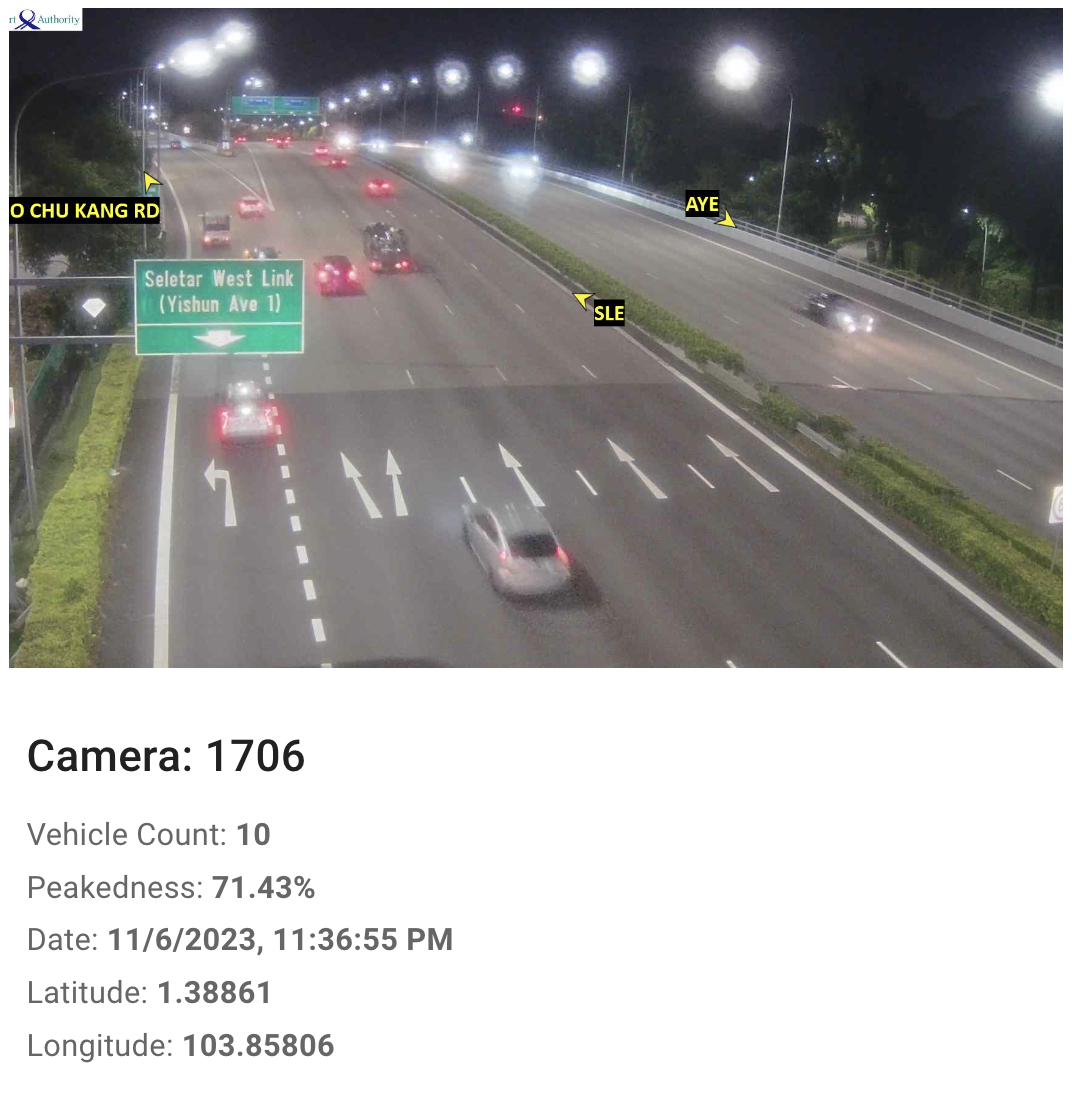 rt Authority
O CHU KANG RD
AYE
SLE
Seletar West Link
(Yishun Ave 1)
Camera: 1706
Vehicle Count: 10
Peakedness: 71.43%
Date: 11/6/2023, 11:36:55 PM
Latitude: 1.38861
Longitude: 103.85806